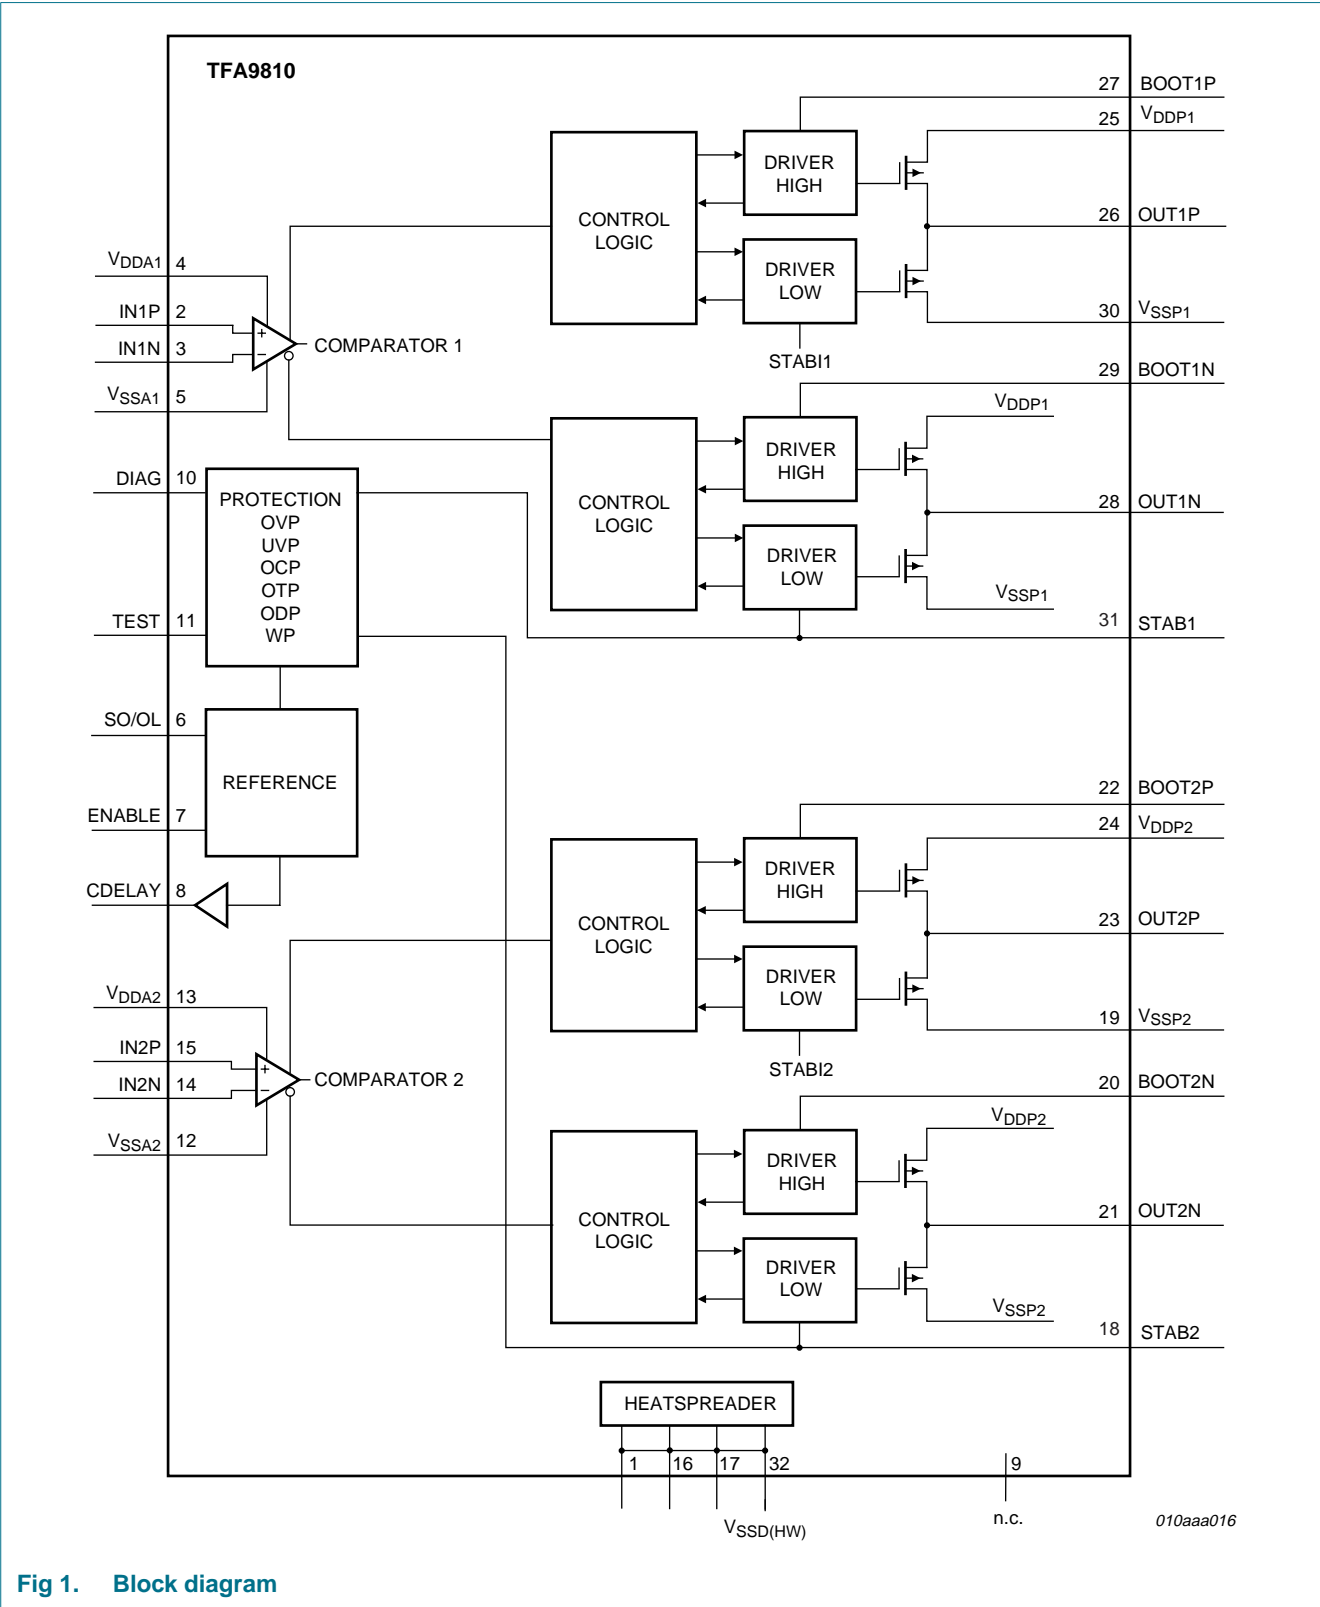 TFA9810
27 BOOT1P
25 VDDP1
DRIVER
HIGH
CONTROL
LOGIC
26 OUT1P
DRIVER
LOW
VDDA1 4
IN1P 2
+
30 VSSP1
IN1N 3
−
COMPARATOR 1
STABI1
VSSA1 5
29 BOOT1N
VDDP1
DRIVER
HIGH
DIAG 10
PROTECTION
OVP
UVP
OCP
OTP
ODP
WP
CONTROL
LOGIC
28 OUT1N
DRIVER
LOW
VSSP1
TEST 11
31 STAB1
SO/OL 6
REFERENCE
ENABLE 7
22 BOOT2P
24 VDDP2
DRIVER
HIGH
CDELAY 8
CONTROL
LOGIC
23 OUT2P
DRIVER
LOW
VDDA2 13
19 VSSP2
IN2P 15
+
IN2N 14
−
COMPARATOR 2
STABI2
20 BOOT2N
VSSA2 12
VDDP2
DRIVER
HIGH
CONTROL
LOGIC
21 OUT2N
DRIVER
LOW
VSSP2
18 STAB2
HEATSPREADER
1 16 17 32 9
VSSD(HW)
n.c.
010aaa016
Fig 1. Block diagram